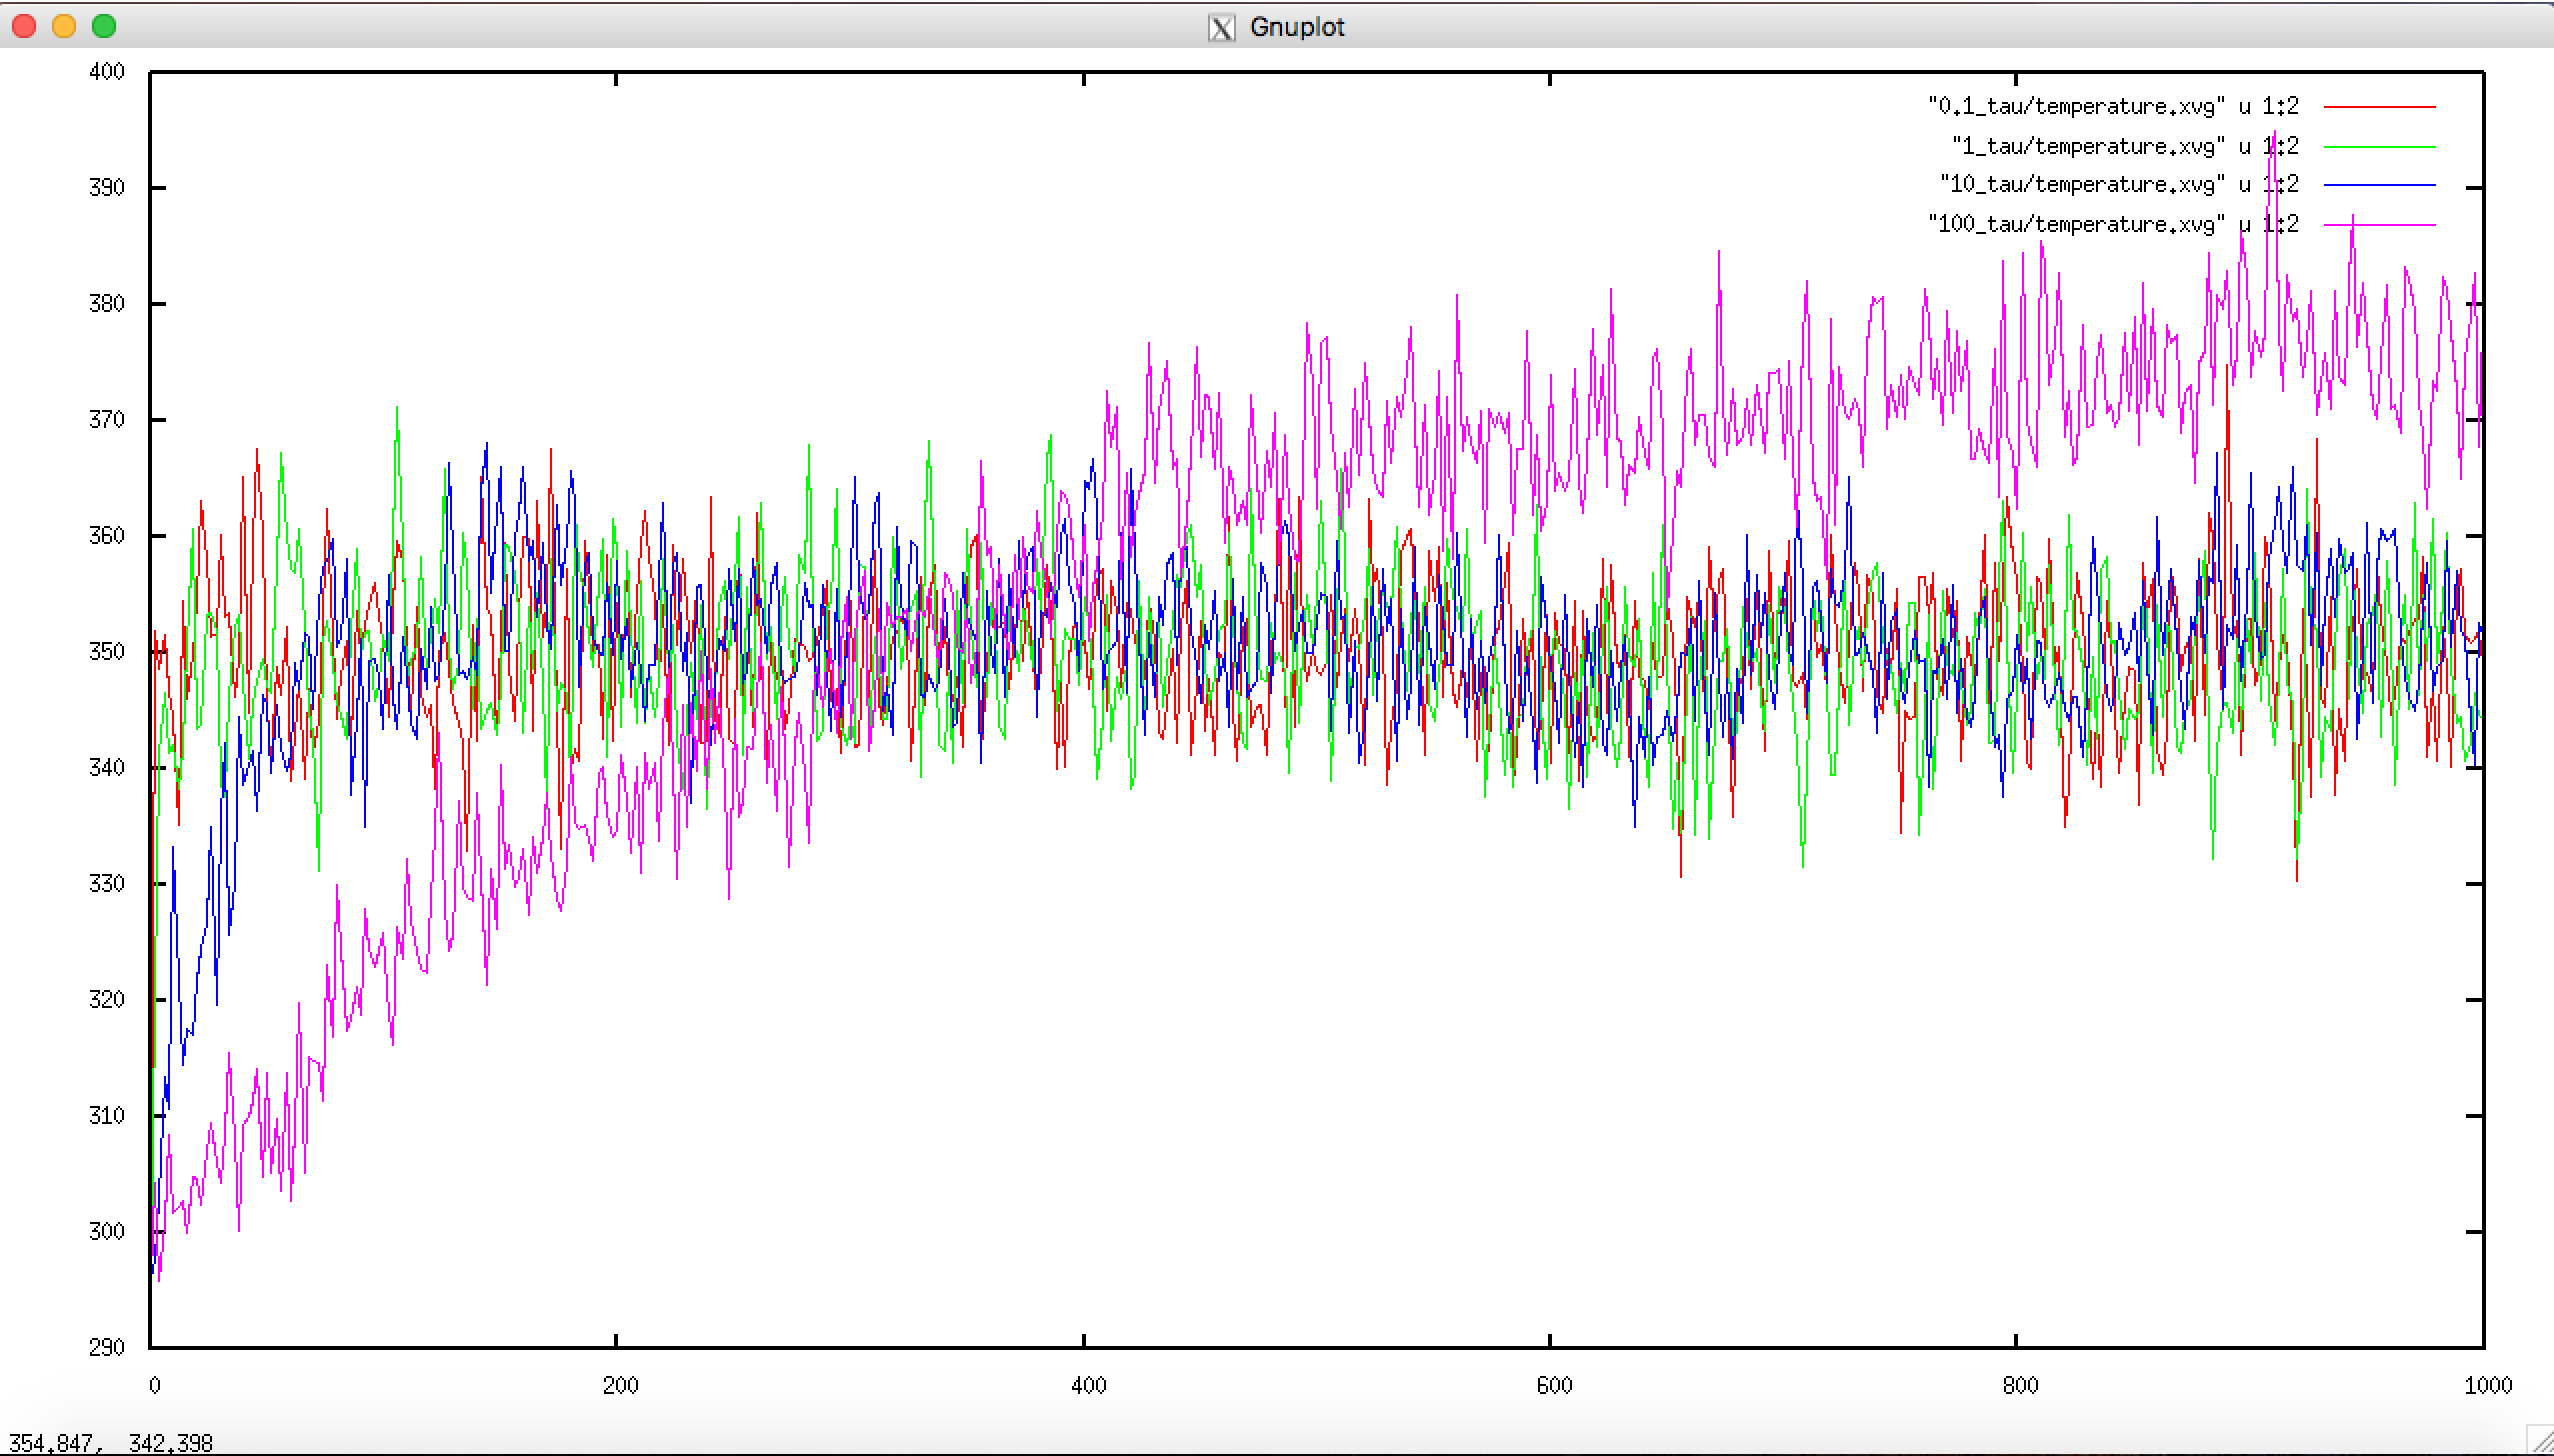 Gnuplot
400
"0.1_tau/temperature.xvg" u 1:2
"1_tau/temperature.xvg" u 1:2
390
"10_tau/temperature.xvg" u 1:2
"100_tau/temperature.xvg" u 1:2
380
370
360
350
340
330
320
310
300
290
0 200 400 600 800 1000
354.847, 342.398